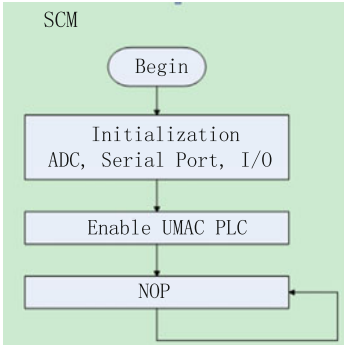 SCM
Begin
Initialization
ADC, Serial Port, I/O
Enable UMAC PLC
NOP